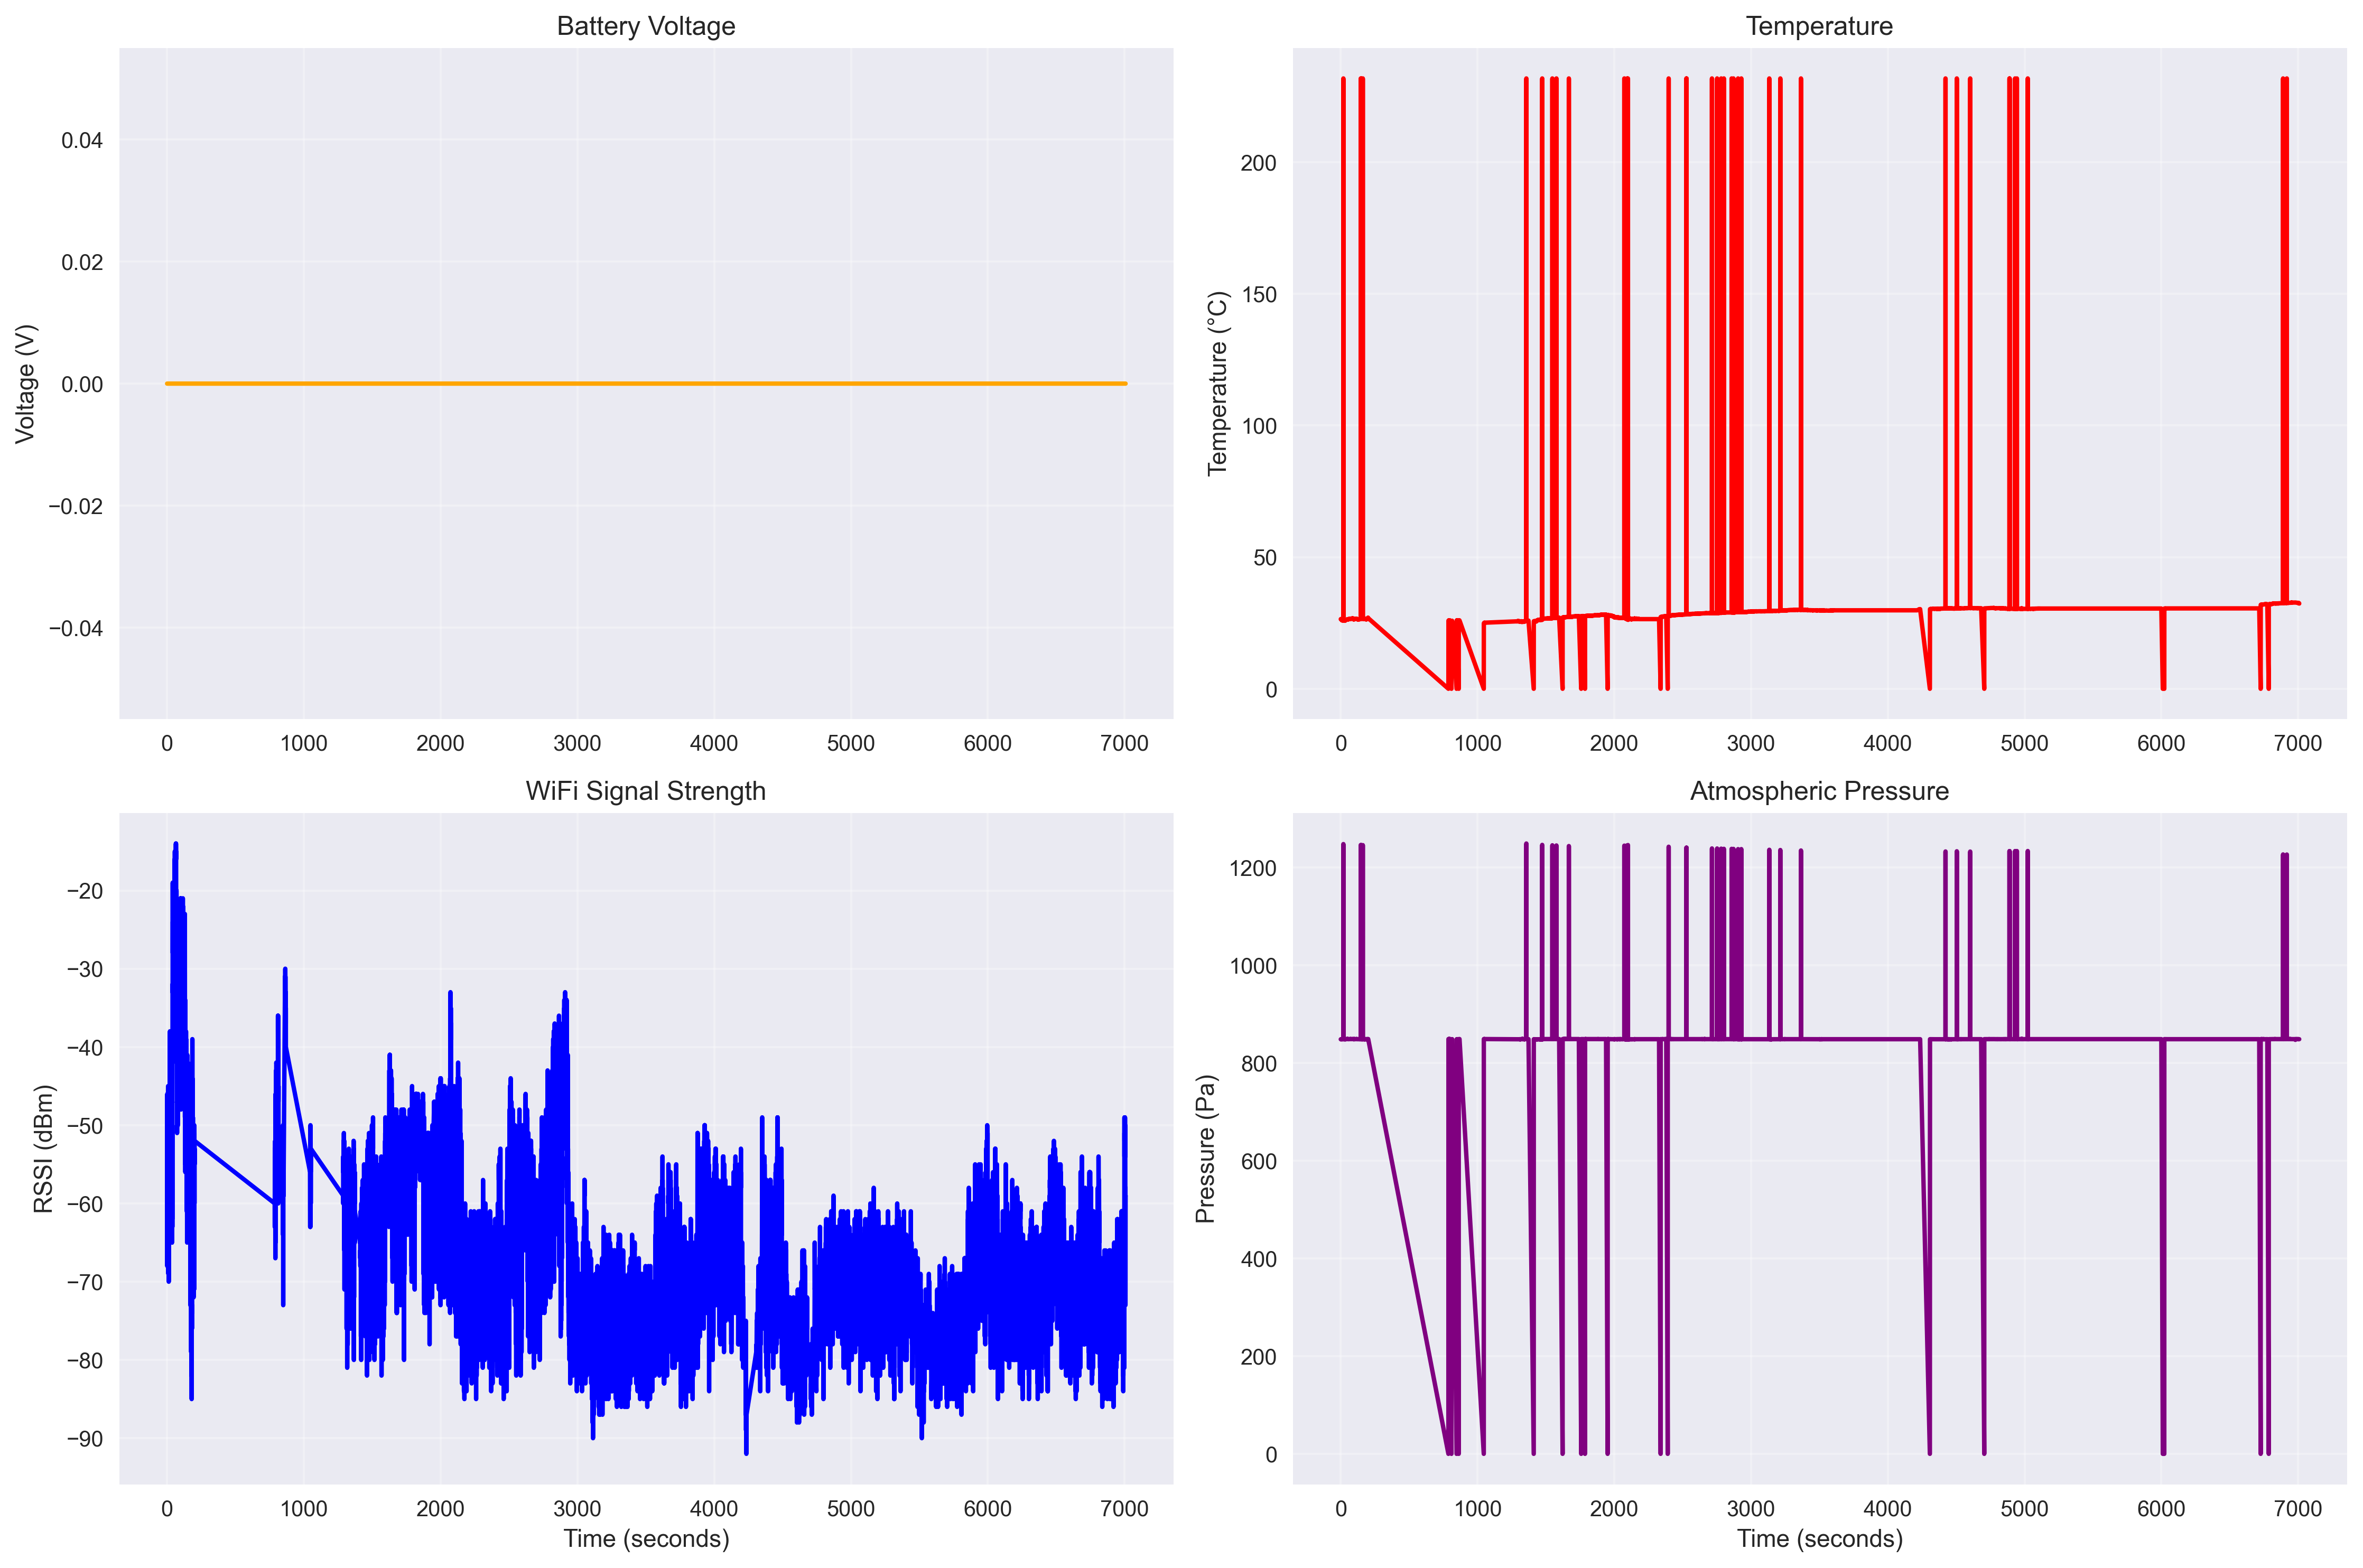 Battery Voltage
Voltage (V)
0.04
0.02
0.00
−0.02
−0.04
0 1000 2000 3000 4000 5000 6000 7000
Temperature
Temperature (°C)
200
150
100
50
0
0 1000 2000 3000 4000 5000 6000 7000
WiFi Signal Strength
RSSI (dBm)
−20
−30
−40
−50
−60
−70
−80
−90
0 1000 2000 3000 4000 5000 6000 7000
Time (seconds)
Atmospheric Pressure
Pressure (Pa)
1200
1000
800
600
400
200
0
0 1000 2000 3000 4000 5000 6000 7000
Time (seconds)